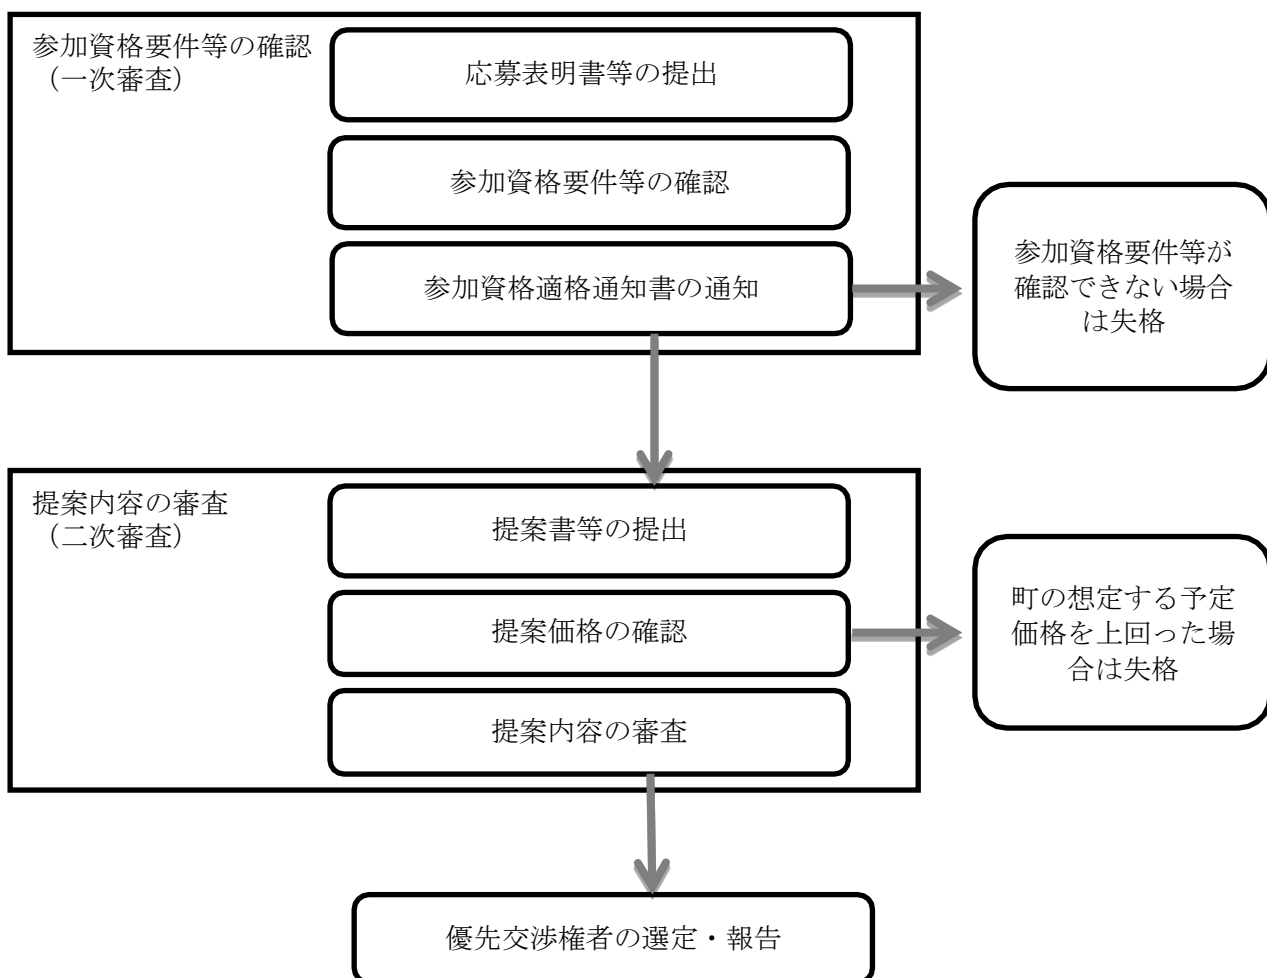 参加資格要件等の確認
（一次審査）
応募表明書等の提出
参加資格要件等の確認
参加資格適格通知書の通知
参加資格要件等が
確認できない場合
は失格
提案内容の審査
（二次審査）
提案書等の提出
提案価格の確認
提案内容の審査
町の想定する予定
価格を上回った場
合は失格
優先交渉権者の選定・報告